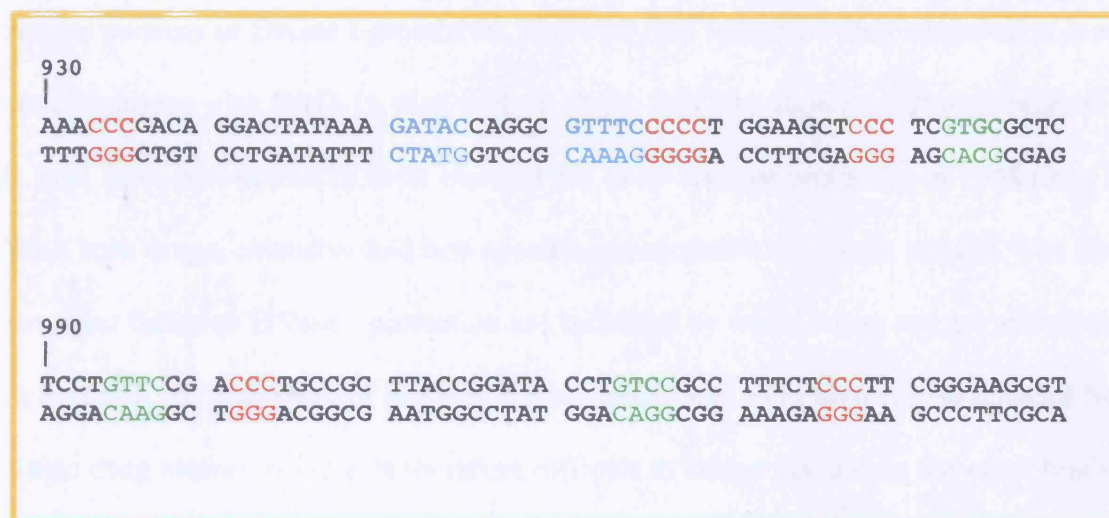 930
AAACCCGACA GGACTATAAA GATACCAGGC GTTTCCCCCT GGAAGCTCCC TCGTGCGCTC
TTTGGGCTGT CCTGATATTT CTATGGTCCG CAAAGGGGGA CCTTCGAGGG AGCACGCGAG
990
TCCTGTTCCG ACCCTGCCGC TTACCGGATA CCTGTCCGCC TTTCTCCCTT CGGGAAGCGT
AGGACAAGGCT TGGGACGGCG AATGGCCTAT GGACAGGCGG AAAGAGGGAA GCCCTTCGCA